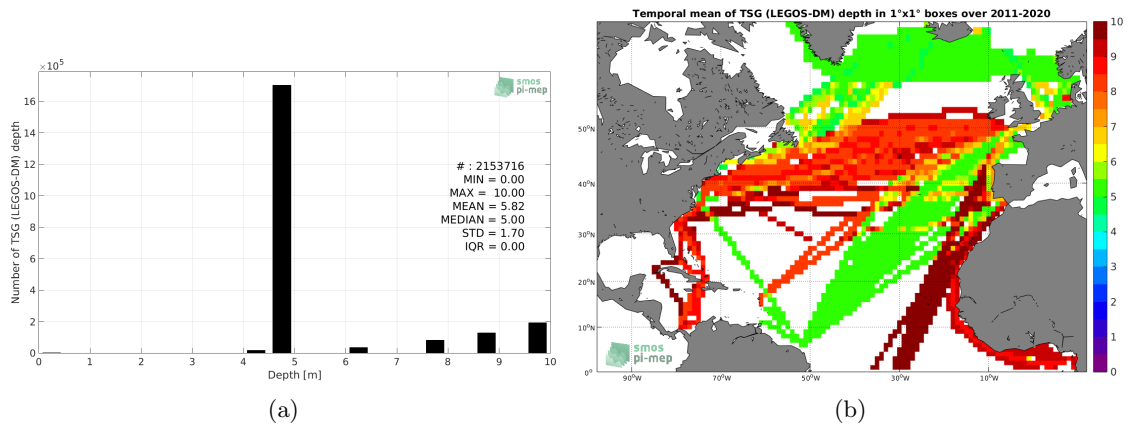 ×10⁵
16
14
12
10
8
6
4
2
0
Number of TSG (LEGOS-DM) depth
smos
pi-mep
# : 2153716
MIN = 0.00
MAX = 10.00
MEAN = 5.82
MEDIAN = 5.00
STD = 1.70
IQR = 0.00
0 1 2 3 4 5 6 7 8 9 10
Depth [m]
(a)
Temporal mean of TSG (LEGOS-DM) depth in 1°x1° boxes over 2011-2020
50°N
40°N
30°N
20°N
10°N
0°
90°W 70°W 50°W 30°W 10°W
smos
pi-mep
10
9
8
7
6
5
4
3
2
1
0
(b)